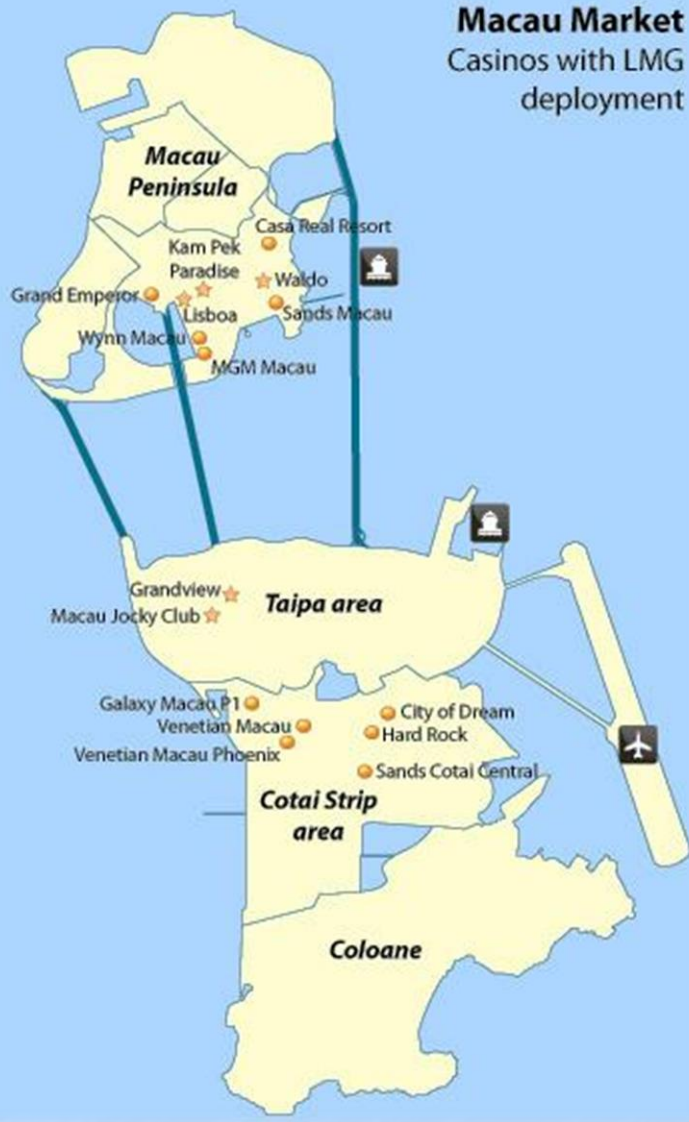 Macau Market
Casinos with LMG
deployment
Macau
Peninsula
Casa Real Resort
Kam Pek
Paradise
Waldo
Grand Emperor
Lisboa
Sands Macau
Wynn Macau
MGM Macau
Grandview
Taipa area
Macau Jocky Club
Galaxy Macau P1
City of Dream
Venetian Macau
Hard Rock
Venetian Macau Phoenix
Sands Cotai Central
Cotai Strip
area
Coloane